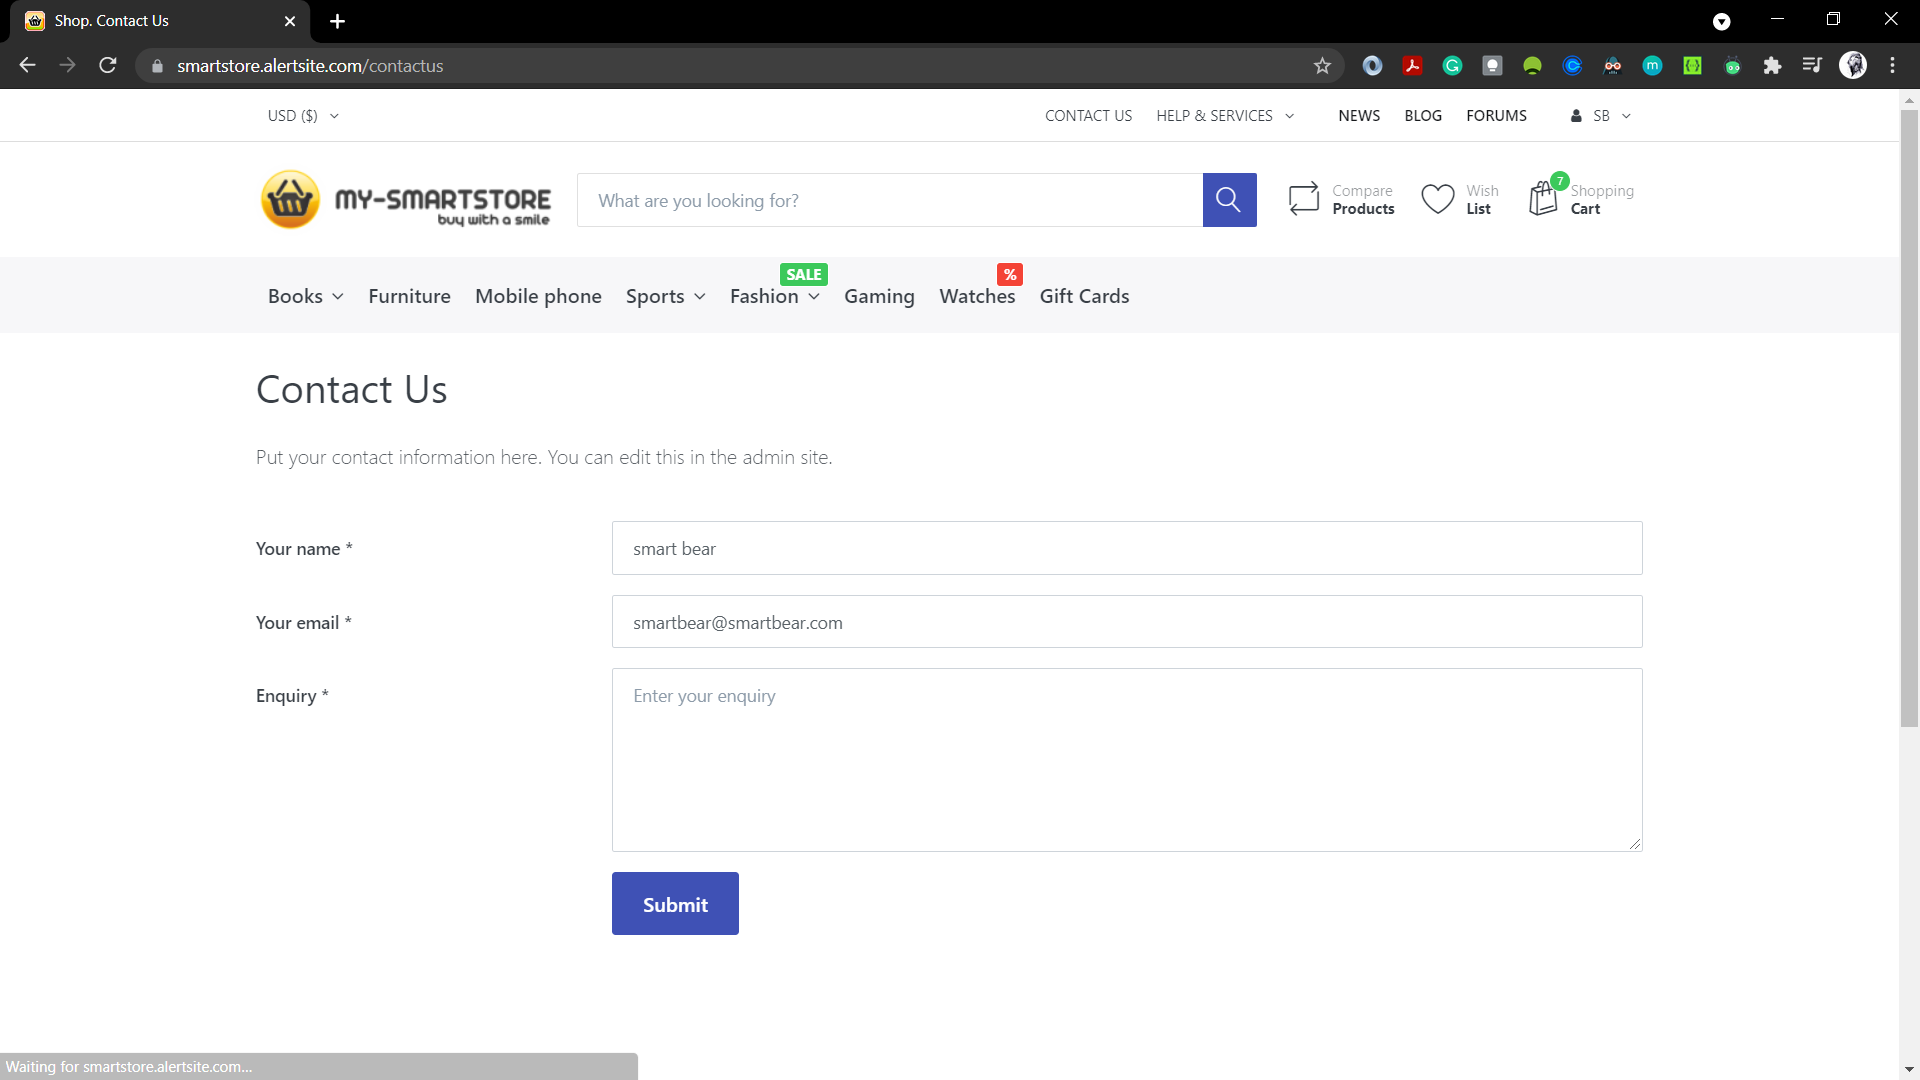 Shop. Contact Us
smartstore.alertsite.com/contactus
USD ($)
CONTACT US
HELP & SERVICES
NEWS
BLOG
FORUMS
SB
MY-SMARTSTORE
buy with a smile
What are you looking for?
Compare
Products
Wish
List
7
Shopping
Cart
SALE
%
Books
Furniture
Mobile phone
Sports
Fashion
Gaming
Watches
Gift Cards
Contact Us
Put your contact information here. You can edit this in the admin site.
Your name *
smart bear
Your email *
smartbear@smartbear.com
Enquiry *
Enter your enquiry
Submit
Waiting for smartstore.alertsite.com...